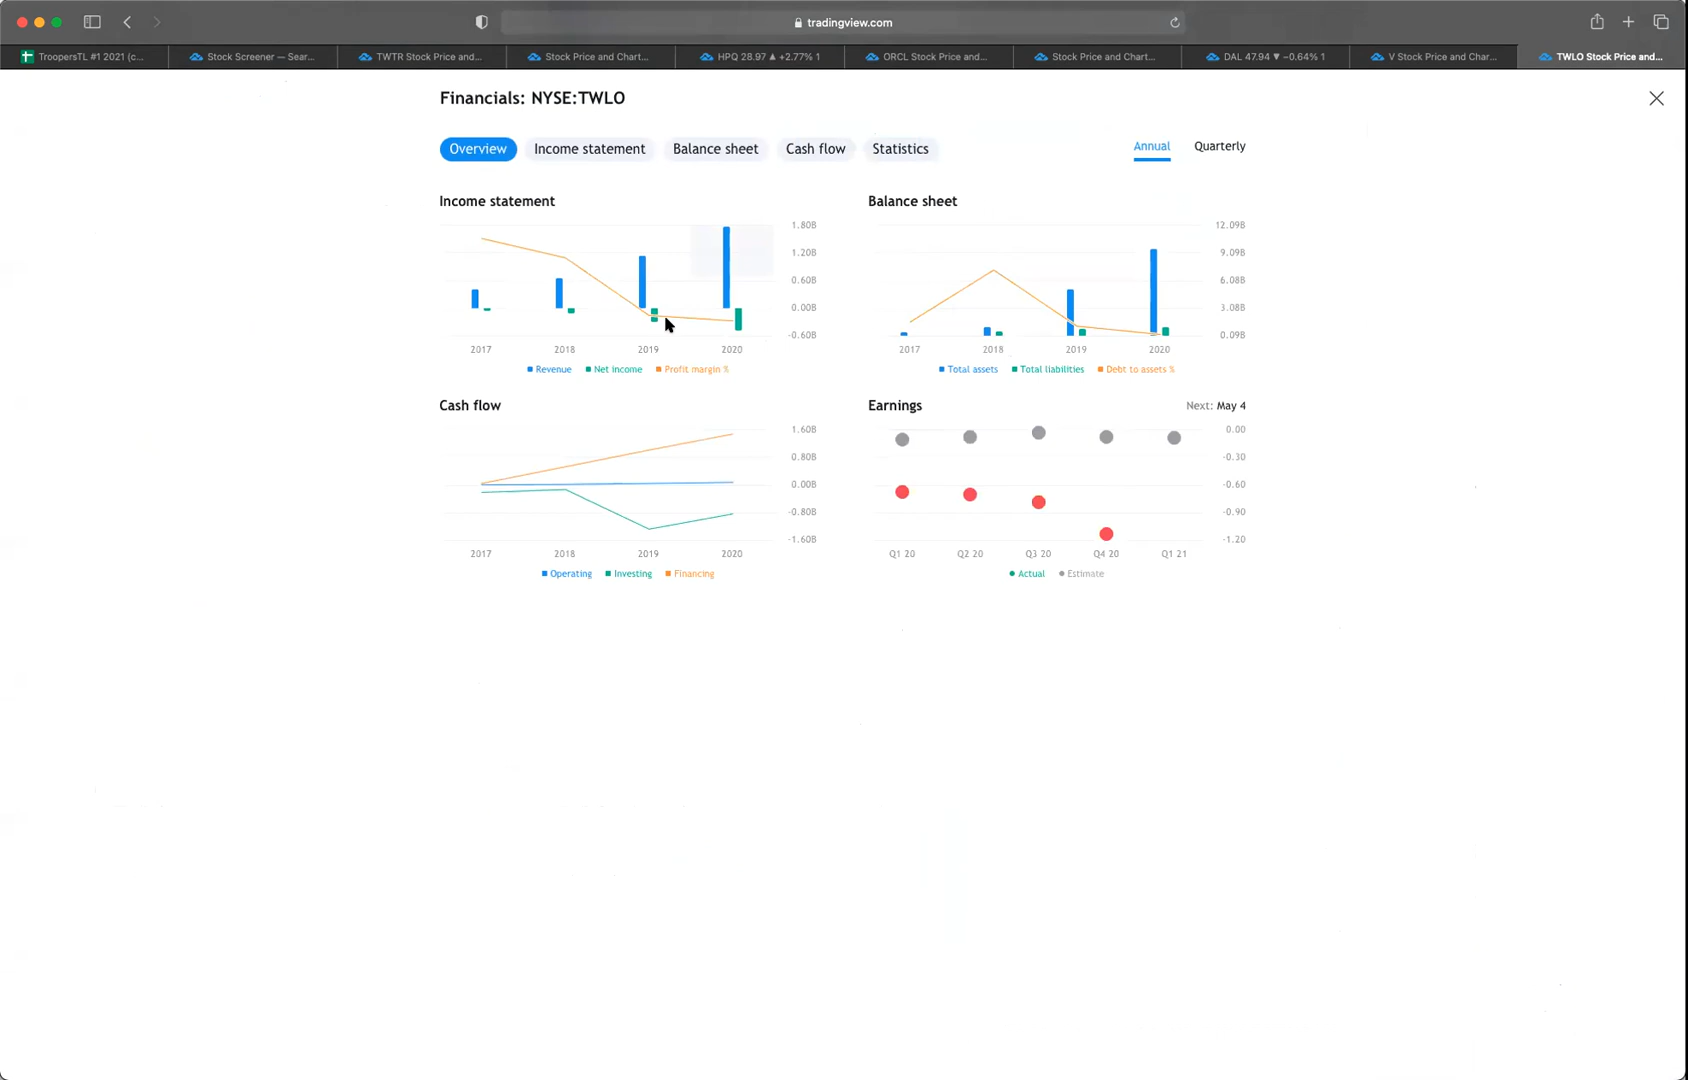 tradingview.com
TroopersTL #1 2021 (c...
Stock Screener — Sear...
TWTR Stock Price and...
Stock Price and Chart...
HPQ 28.97 ▲ +2.77% 1
ORCL Stock Price and...
Stock Price and Chart...
DAL 47.94 ▼ −0.64% 1
V Stock Price and Char...
TWLO Stock Price and...
Financials: NYSE:TWLO
Overview Income statement Balance sheet Cash flow Statistics
Annual Quarterly
Income statement
1.80B
1.20B
0.60B
0.00B
-0.60B
2017 2018 2019 2020
Revenue Net income Profit margin %
Balance sheet
12.09B
9.09B
6.08B
3.08B
0.09B
2017 2018 2019 2020
Total assets Total liabilities Debt to assets %
Cash flow
1.60B
0.80B
0.00B
-0.80B
-1.60B
2017 2018 2019 2020
Operating Investing Financing
Earnings
Next: May 4
0.00
-0.30
-0.60
-0.90
-1.20
Q1 20 Q2 20 Q3 20 Q4 20 Q1 21
Actual Estimate